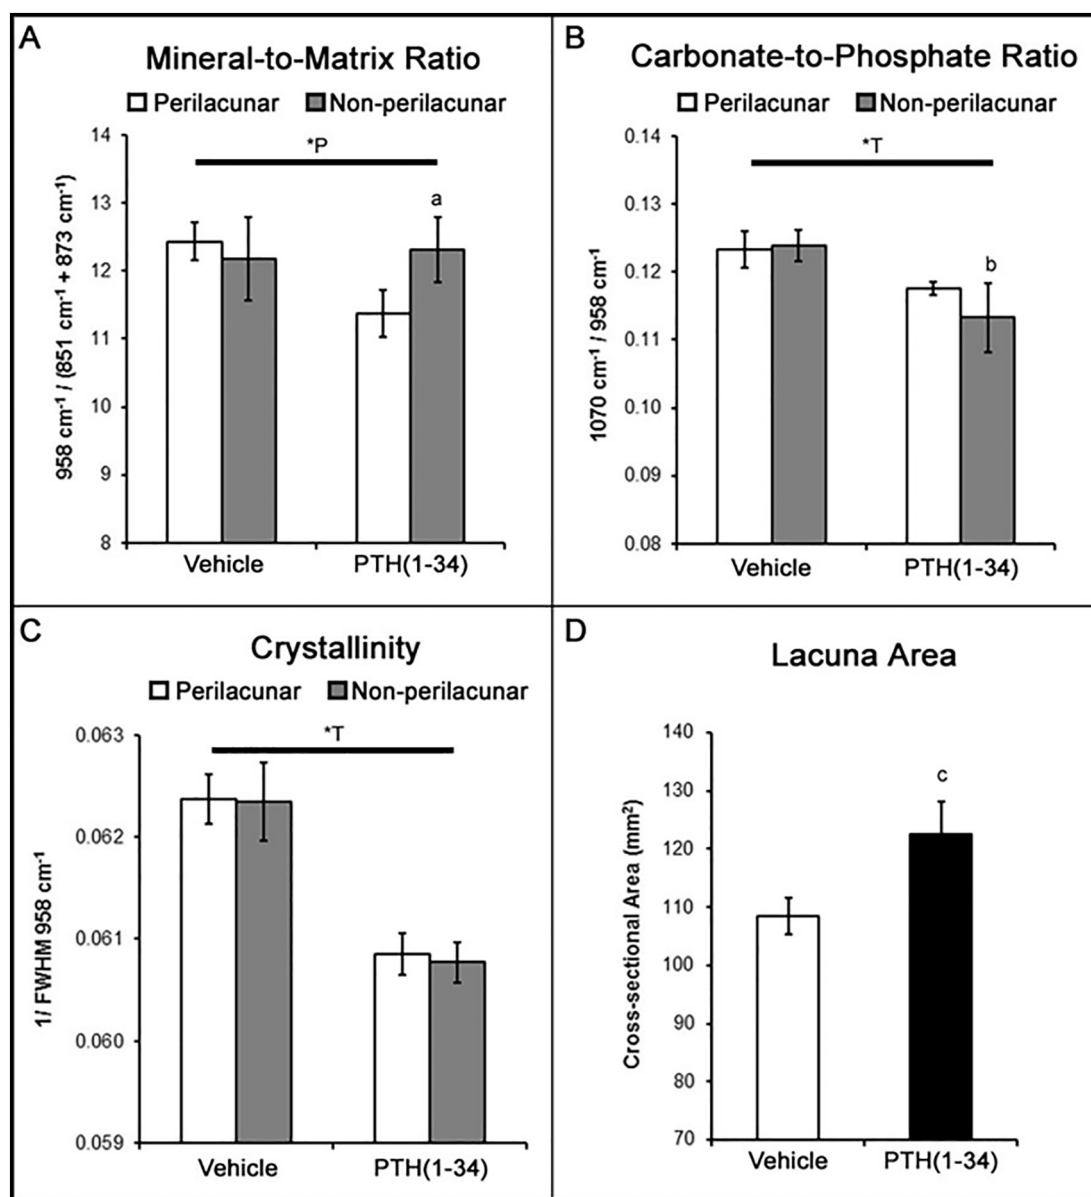 A
Mineral-to-Matrix Ratio
Perilacunar Non-perilacunar
*P
a
958 cm⁻¹ / (851 cm⁻¹ + 873 cm⁻¹)
14
13
12
11
10
9
8
Vehicle PTH(1-34)
B
Carbonate-to-Phosphate Ratio
Perilacunar Non-perilacunar
*T
b
1070 cm⁻¹ / 958 cm⁻¹
0.14
0.13
0.12
0.11
0.10
0.09
0.08
Vehicle PTH(1-34)
C
Crystallinity
Perilacunar Non-perilacunar
*T
1/ FWHM 958 cm⁻¹
0.063
0.062
0.061
0.060
0.059
Vehicle PTH(1-34)
D
Lacuna Area
c
Cross-sectional Area (mm²)
140
130
120
110
100
90
80
70
Vehicle PTH(1-34)